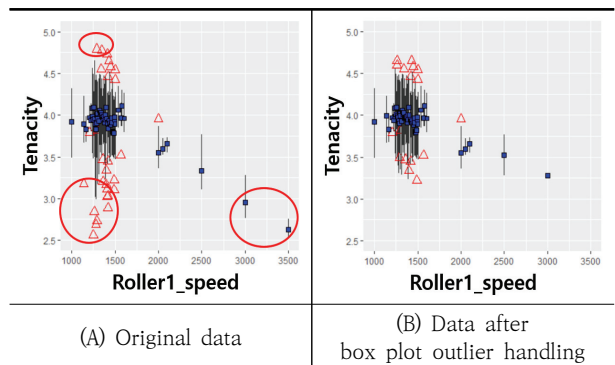 5.0
4.5
4.0
3.5
3.0
2.5
Tenacity
1000 1500 2000 2500 3000 3500
Roller1_speed
5.0
4.5
4.0
3.5
3.0
2.5
Tenacity
1000 1500 2000 2500 3000 3500
Roller1_speed
(A) Original data
(B) Data after
box plot outlier handling